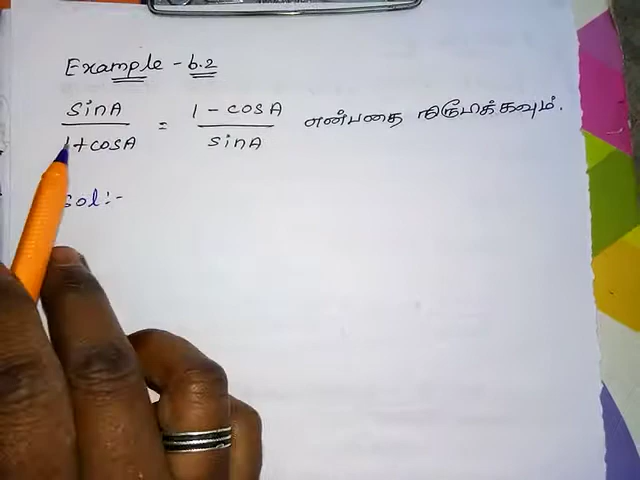 Example - 6.2
sinA / 1+cosA = 1 - cosA / sinA என்பதை நிரூபிக்கவும்.
Sol:-